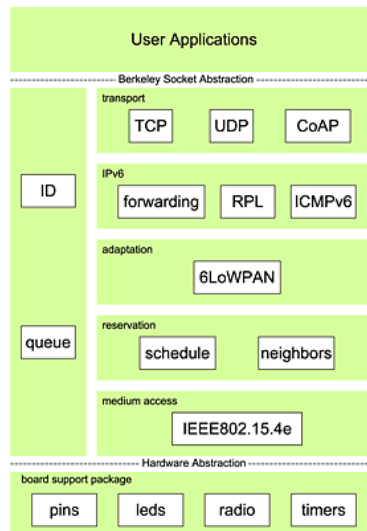 User Applications
Berkeley Socket Abstraction
transport
TCP UDP CoAP
ID
IPv6
forwarding RPL ICMPv6
adaptation
6LoWPAN
queue
reservation
schedule neighbors
medium access
IEEE802.15.4e
Hardware Abstraction
board support package
pins leds radio timers